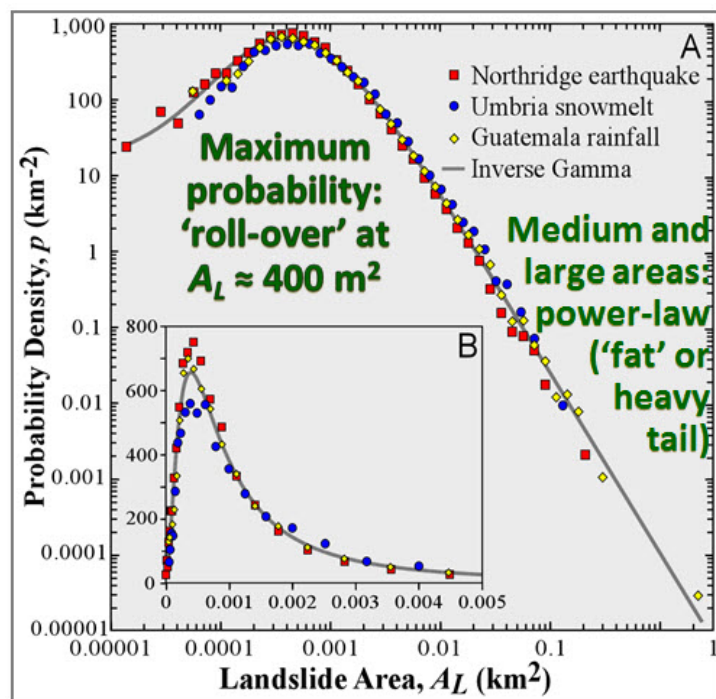 1,000
100
10
1
0.1
0.01
0.001
0.0001
0.00001
Probability Density, p (km-2)
A
Northridge earthquake
Umbria snowmelt
Guatemala rainfall
Inverse Gamma
Maximum
probability:
‘roll-over’ at
AL ≈ 400 m2
Medium and
large areas:
power-law
(‘fat’ or
heavy
tail)
B
800
600
400
200
0
0
0.001
0.002
0.003
0.004
0.005
0.00001
0.0001
0.001
0.01
0.1
1
Landslide Area, AL (km2)